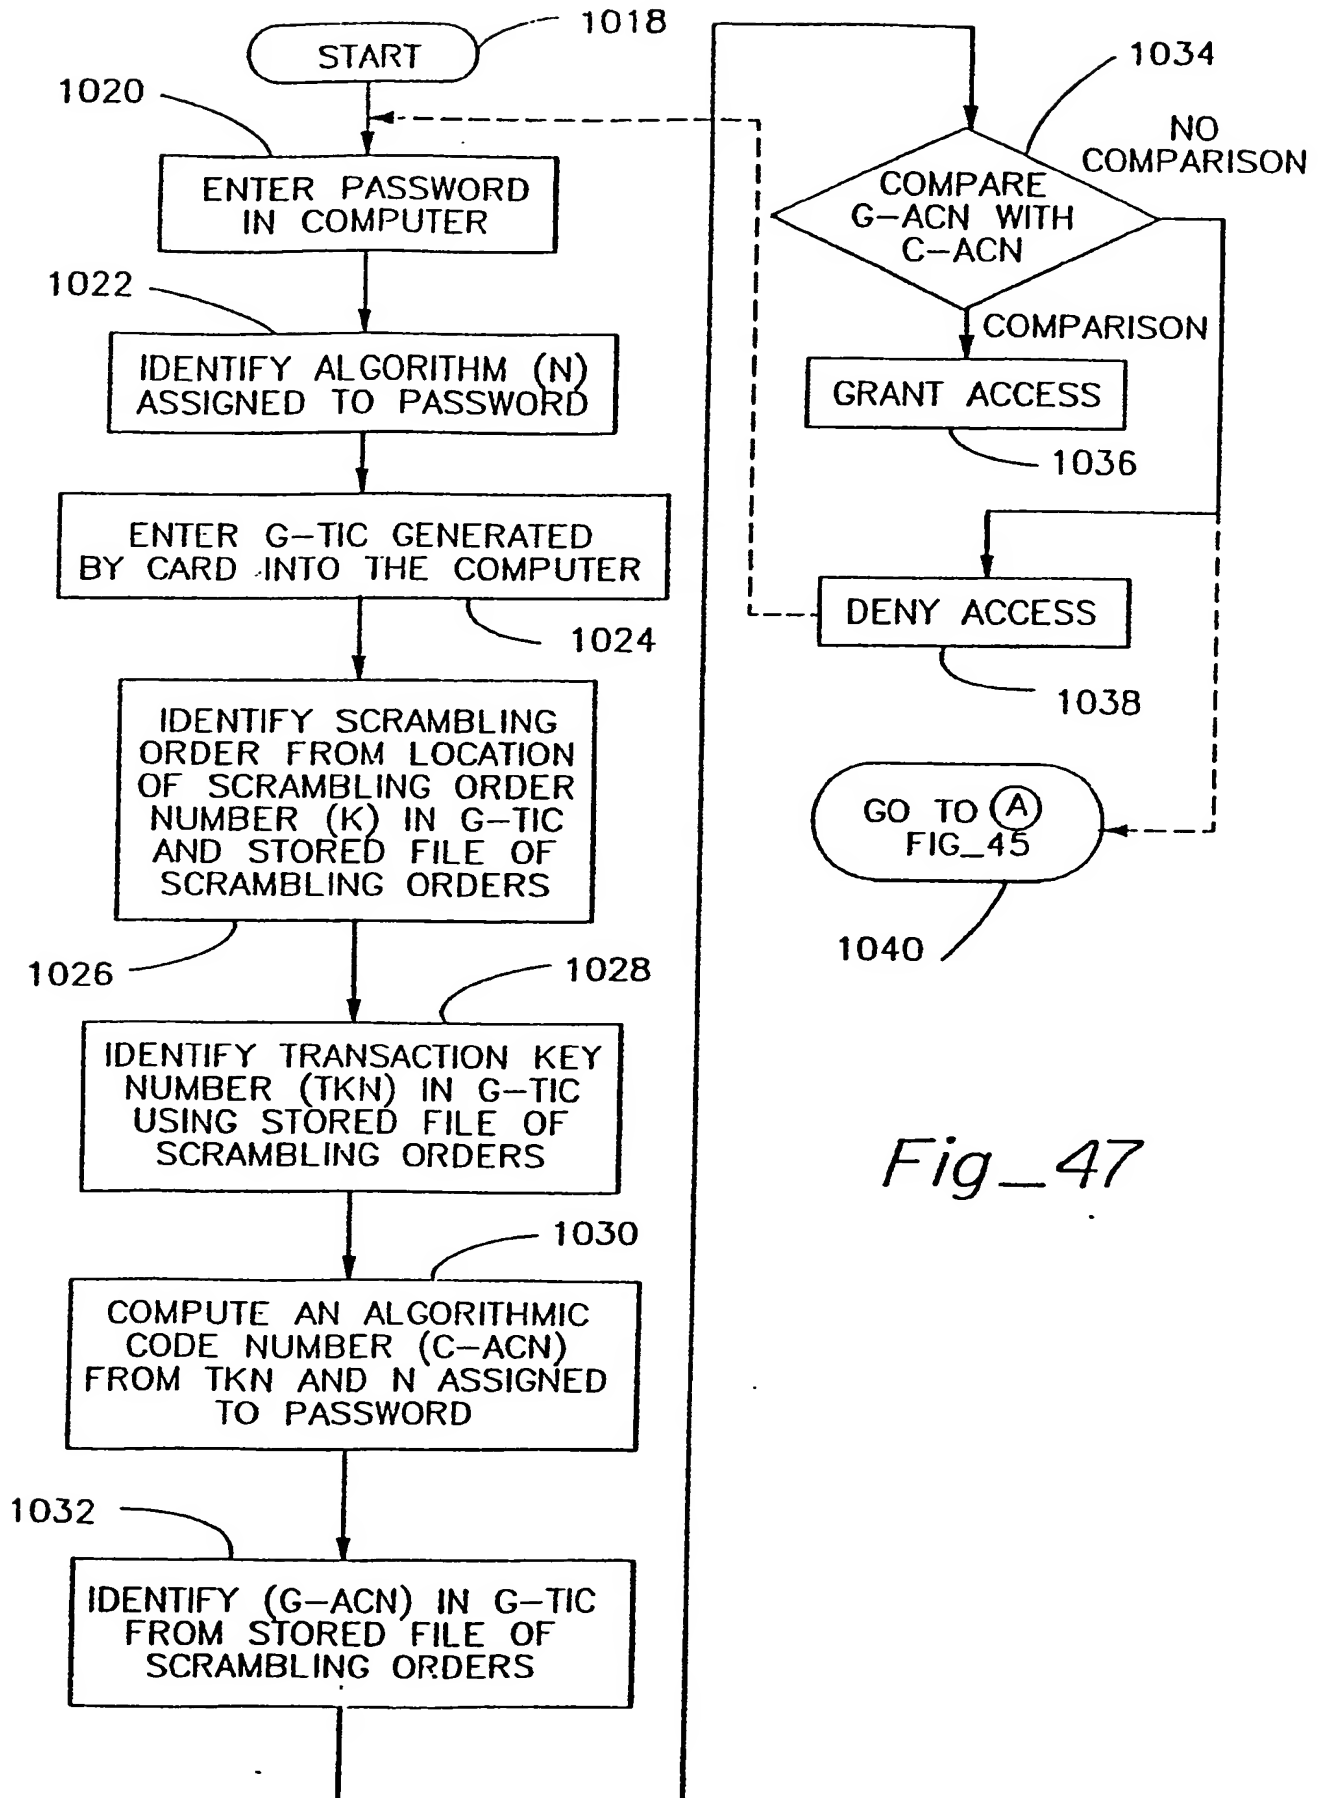 START
1018
1020
ENTER PASSWORD
IN COMPUTER
1022
IDENTIFY ALGORITHM (N)
ASSIGNED TO PASSWORD
ENTER G-TIC GENERATED
BY CARD INTO THE COMPUTER
1024
IDENTIFY SCRAMBLING
ORDER FROM LOCATION
OF SCRAMBLING ORDER
NUMBER (K) IN G-TIC
AND STORED FILE OF
SCRAMBLING ORDERS
1026
1028
IDENTIFY TRANSACTION KEY
NUMBER (TKN) IN G-TIC
USING STORED FILE OF
SCRAMBLING ORDERS
1030
COMPUTE AN ALGORITHMIC
CODE NUMBER (C-ACN)
FROM TKN AND N ASSIGNED
TO PASSWORD
1032
IDENTIFY (G-ACN) IN G-TIC
FROM STORED FILE OF
SCRAMBLING ORDERS
1034
NO
COMPARISON
COMPARE
G-ACN WITH
C-ACN
COMPARISON
GRANT ACCESS
1036
DENY ACCESS
1038
GO TO A
FIG_45
1040
Fig_47